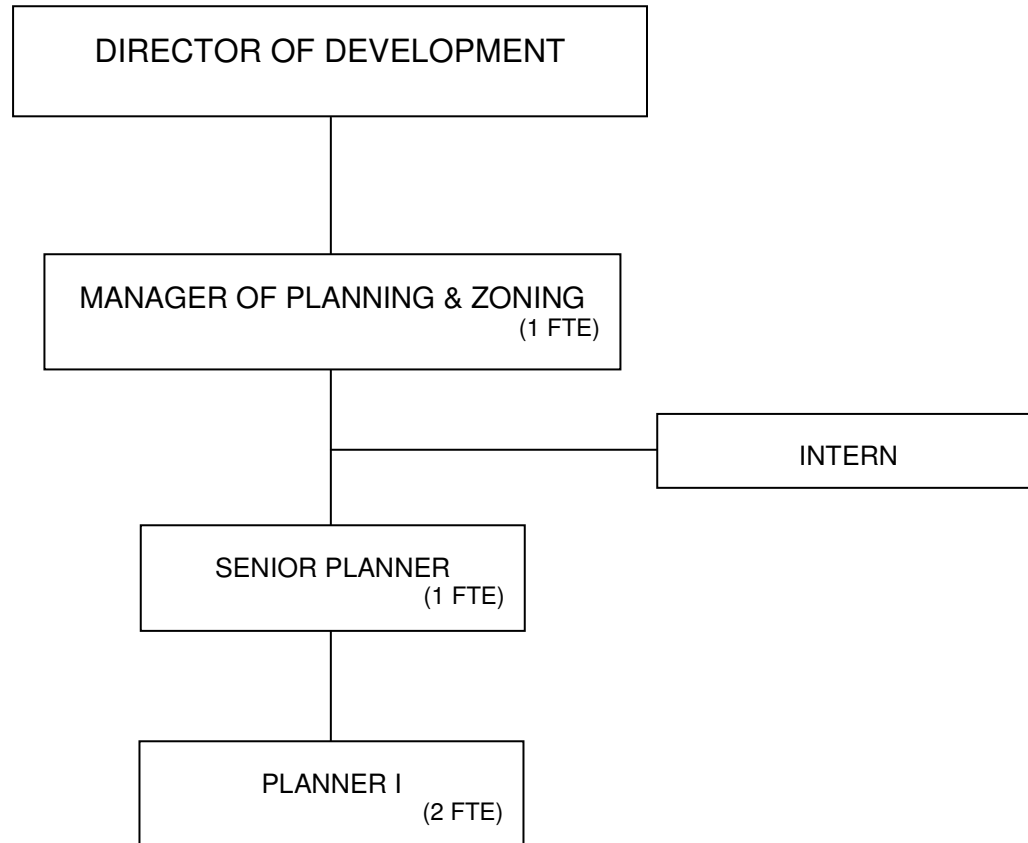 DIRECTOR OF DEVELOPMENT
MANAGER OF PLANNING & ZONING
(1 FTE)
INTERN
SENIOR PLANNER
(1 FTE)
PLANNER I
(2 FTE)